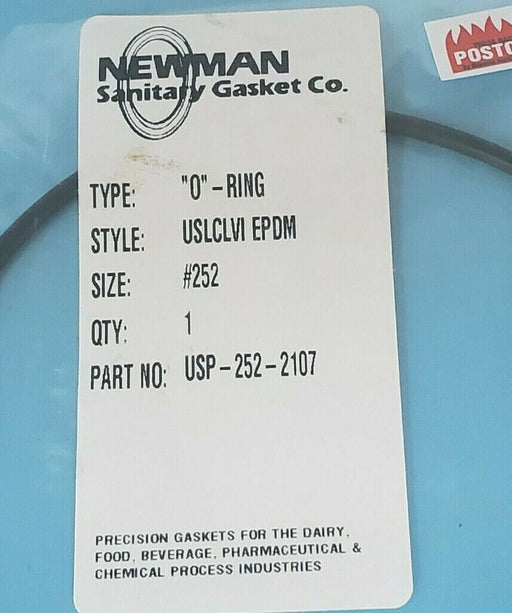 NEWMAN
Sanitary Gasket Co.
POSTO
TYPE: "O"-RING
STYLE: USLCLVI EPDM
SIZE: #252
QTY: 1
PART NO: USP-252-2107
PRECISION GASKETS FOR THE DAIRY,
FOOD, BEVERAGE, PHARMACEUTICAL &
CHEMICAL PROCESS INDUSTRIES